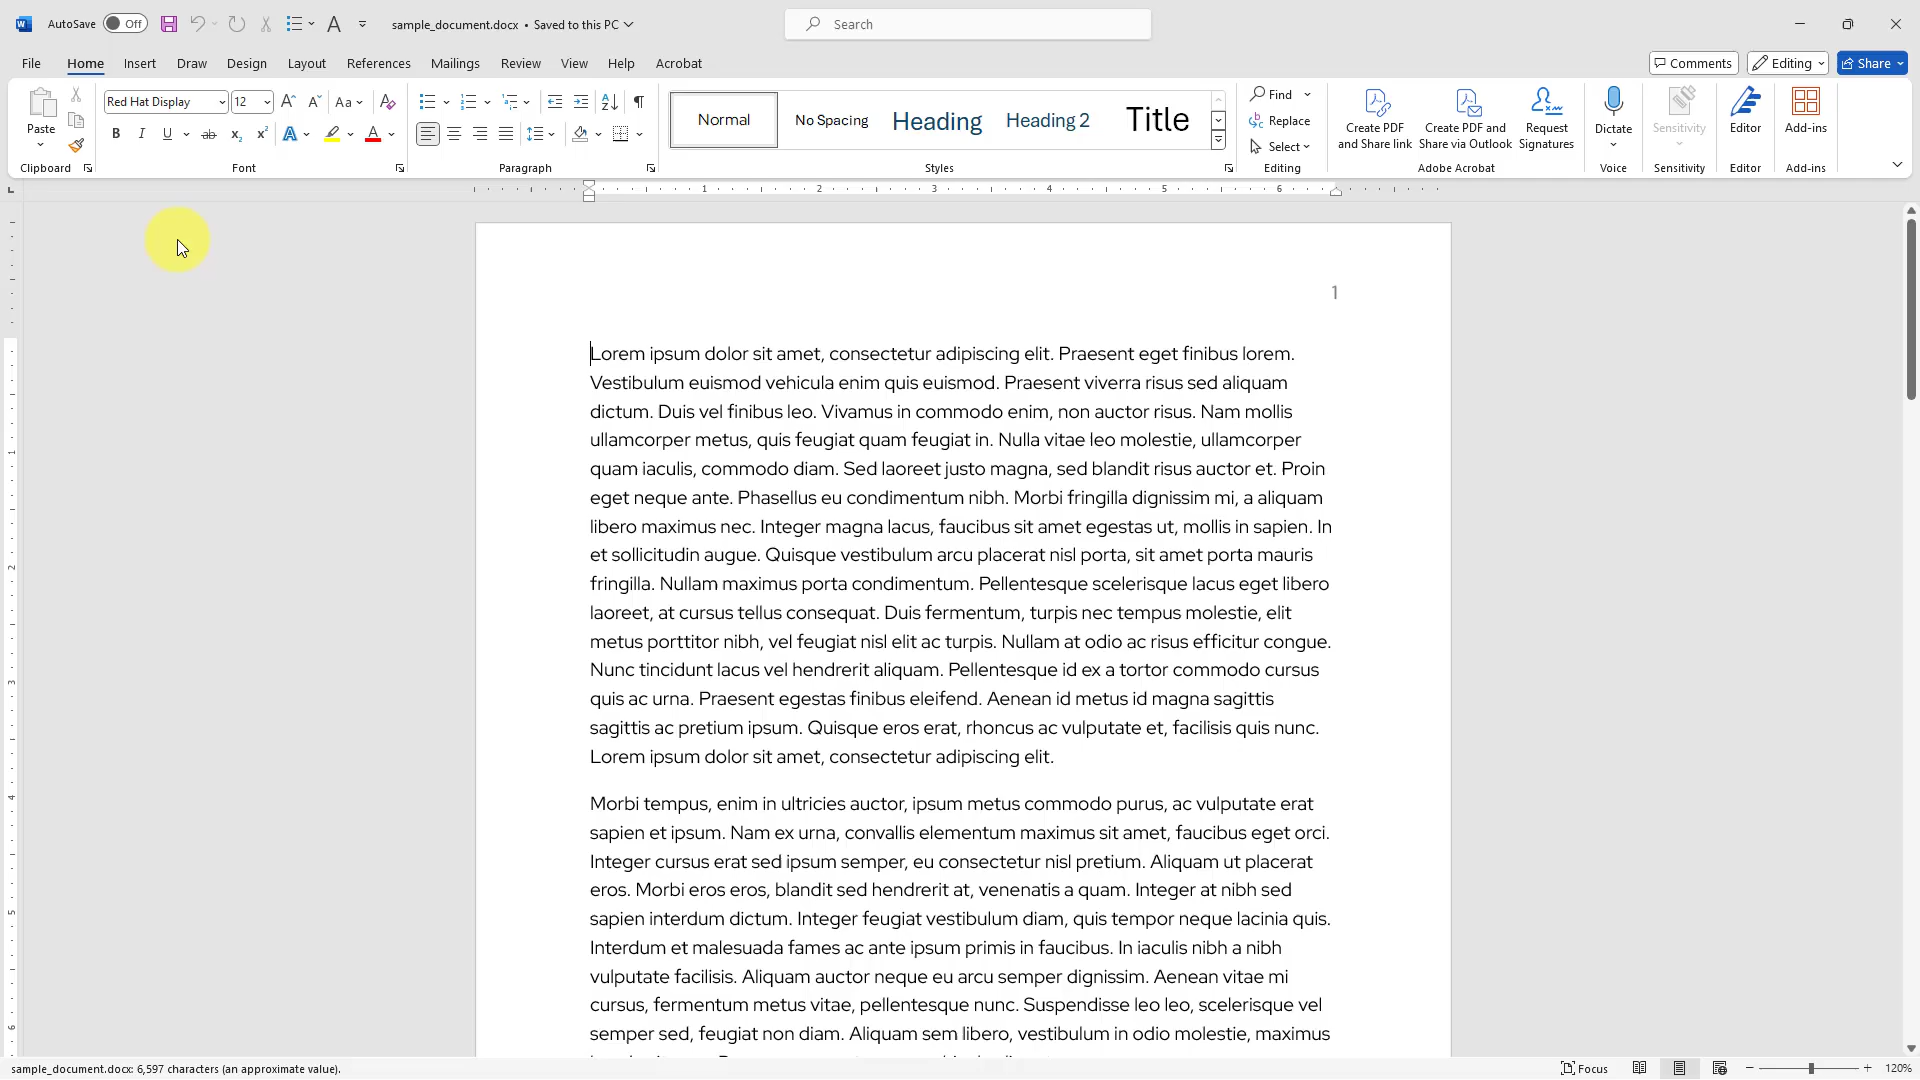 AutoSave Off sample_document.docx • Saved to this PC Search
File Home Insert Draw Design Layout References Mailings Review View Help Acrobat Comments Editing Share
Paste
Clipboard
Red Hat Display 12 Aa
Font
Paragraph
Normal No Spacing Heading Heading 2 Title
Styles
Find
Replace
Select
Editing
Create PDF
and Share link
Create PDF and
Share via Outlook
Request
Signatures
Adobe Acrobat
Dictate
Voice
Sensitivity
Sensitivity
Editor
Editor
Add-ins
Add-ins
1 2 3 4 5 6
1
Lorem ipsum dolor sit amet, consectetur adipiscing elit. Praesent eget finibus lorem.
Vestibulum euismod vehicula enim quis euismod. Praesent viverra risus sed aliquam
dictum. Duis vel finibus leo. Vivamus in commodo enim, non auctor risus. Nam mollis
ullamcorper metus, quis feugiat quam feugiat in. Nulla vitae leo molestie, ullamcorper
quam iaculis, commodo diam. Sed laoreet justo magna, sed blandit risus auctor et. Proin
eget neque ante. Phasellus eu condimentum nibh. Morbi fringilla dignissim mi, a aliquam
libero maximus nec. Integer magna lacus, faucibus sit amet egestas ut, mollis in sapien. In
et sollicitudin augue. Quisque vestibulum arcu placerat nisl porta, sit amet porta mauris
fringilla. Nullam maximus porta condimentum. Pellentesque scelerisque lacus eget libero
laoreet, at cursus tellus consequat. Duis fermentum, turpis nec tempus molestie, elit
metus porttitor nibh, vel feugiat nisl elit ac turpis. Nullam at odio ac risus efficitur congue.
Nunc tincidunt lacus vel hendrerit aliquam. Pellentesque id ex a tortor commodo cursus
quis ac urna. Praesent egestas finibus eleifend. Aenean id metus id magna sagittis
sagittis ac pretium ipsum. Quisque eros erat, rhoncus ac vulputate et, facilisis quis nunc.
Lorem ipsum dolor sit amet, consectetur adipiscing elit.
Morbi tempus, enim in ultricies auctor, ipsum metus commodo purus, ac vulputate erat
sapien et ipsum. Nam ex urna, convallis elementum maximus sit amet, faucibus eget orci.
Integer cursus erat sed ipsum semper, eu consectetur nisl pretium. Aliquam ut placerat
eros. Morbi eros eros, blandit sed hendrerit at, venenatis a quam. Integer at nibh sed
sapien interdum dictum. Integer feugiat vestibulum diam, quis tempor neque lacinia quis.
Interdum et malesuada fames ac ante ipsum primis in faucibus. In iaculis nibh a nibh
vulputate facilisis. Aliquam auctor neque eu arcu semper dignissim. Aenean vitae mi
cursus, fermentum metus vitae, pellentesque nunc. Suspendisse leo leo, scelerisque vel
semper sed, feugiat non diam. Aliquam sem libero, vestibulum in odio molestie, maximus
sample_document.docx: 6,597 characters (an approximate value). Focus 120%